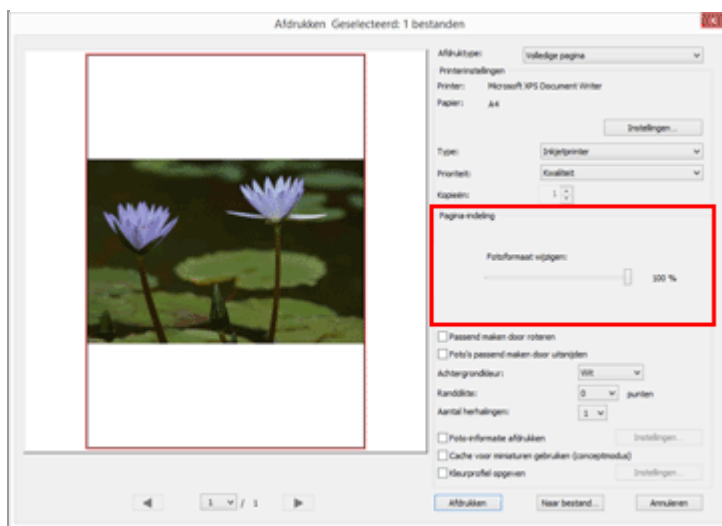 Afdrukken Geselecteerd: 1 bestanden
Afdruktype: Volledige pagina
Printerinstellingen
Printer: Microsoft XPS Document Writer
Papier: A4
Instellingen...
Type: Inkjetprinter
Prioriteit: Kwaliteit
Kopieën: 1
Pagina-indeling
Fotoformaat wijzigen:
100 %
Passend maken door roteren
Foto's passend maken door uitsnijden
Achtergrondkleur: Wit
Randdikte: 0 punten
Aantal herhalingen: 1
Foto-informatie afdrukken Instellingen...
Cache voor miniaturen gebruiken (conceptmodus)
Kleurprofiel opgeven Instellingen...
1 / 1
Afdrukken Naar bestand... Annuleren